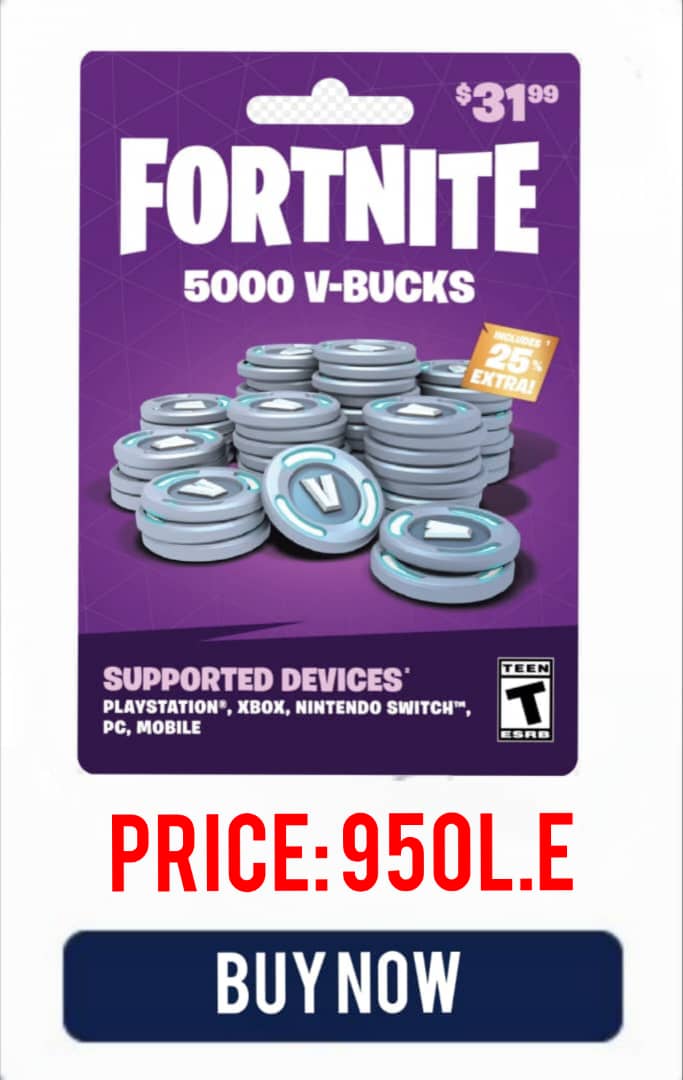 $31.99
FORTNITE
5000 V-BUCKS
INCLUDES
25%
EXTRA!
V
SUPPORTED DEVICES*
PLAYSTATION®, XBOX, NINTENDO SWITCH™,
PC, MOBILE
TEEN
T
ESRB
PRICE: 950L.E
BUY NOW